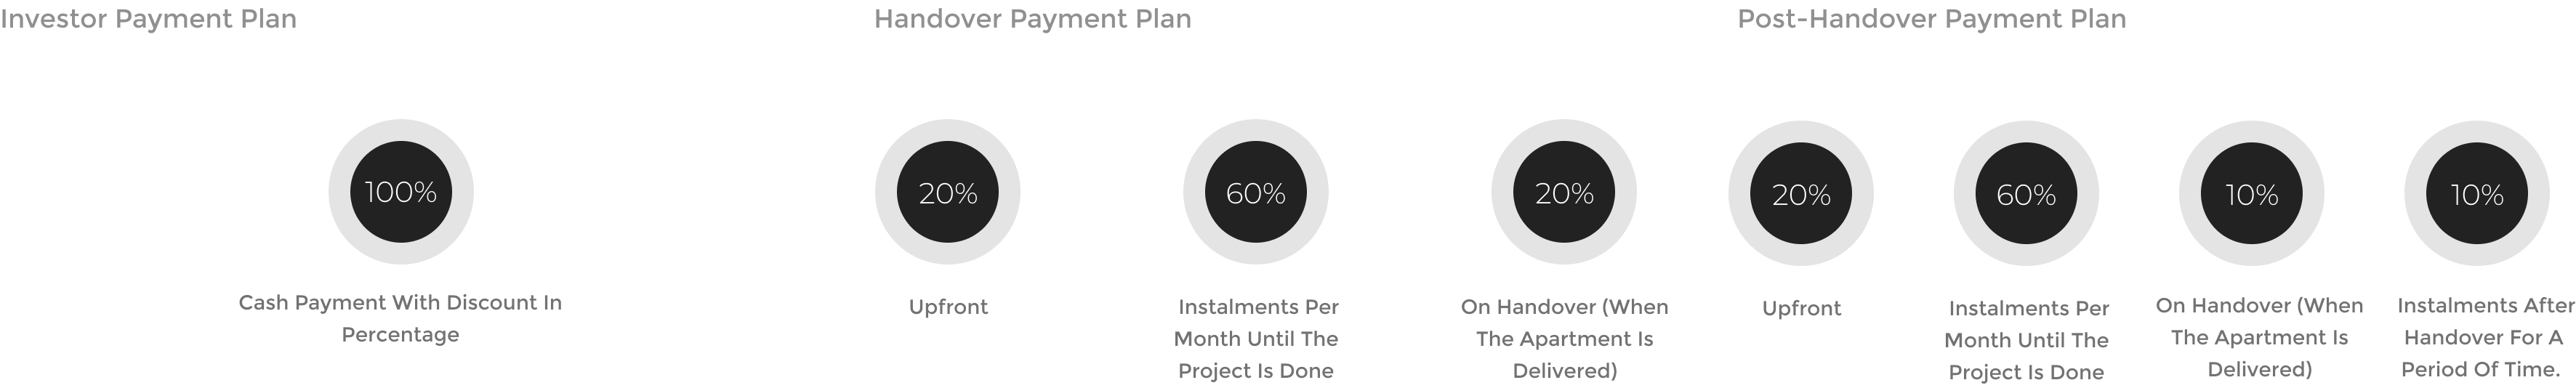 Investor Payment Plan
100%
Cash Payment With Discount In
Percentage
Handover Payment Plan
20%
Upfront
60%
Instalments Per
Month Until The
Project Is Done
20%
On Handover (When
The Apartment Is
Delivered)
Post-Handover Payment Plan
20%
Upfront
60%
Instalments Per
Month Until The
Project Is Done
10%
On Handover (When
The Apartment Is
Delivered)
10%
Instalments After
Handover For A
Period Of Time.